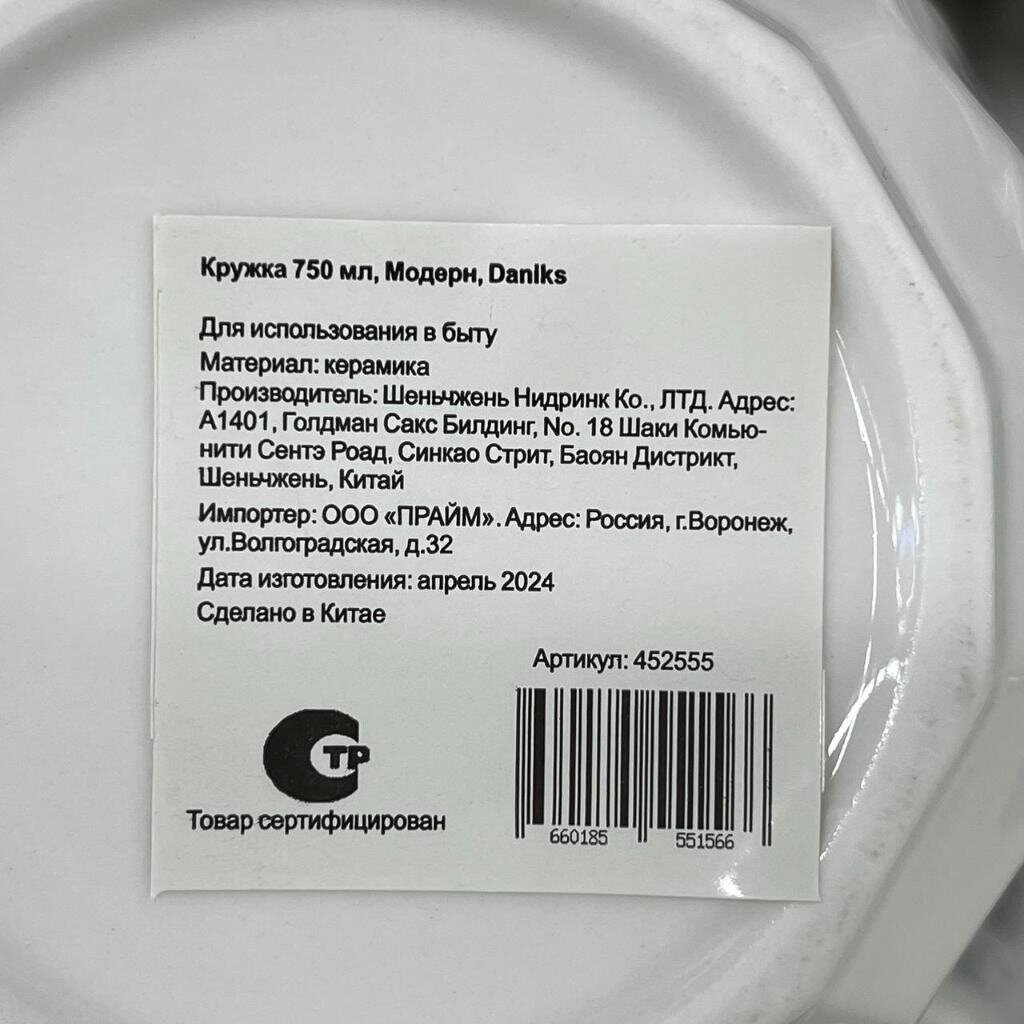 Кружка 750 мл, Модерн, Daniks
Для использования в быту
Материал: керамика
Производитель: Шеньчжень Нидринк Ко., ЛТД. Адрес:
А1401, Голдман Сакс Билдинг, No. 18 Шаки Комью-
нити Сентэ Роад, Синкао Стрит, Баоян Дистрикт,
Шеньчжень, Китай
Импортер: ООО «ПРАЙМ». Адрес: Россия, г.Воронеж,
ул.Волгоградская, д.32
Дата изготовления: апрель 2024
Сделано в Китае
Артикул: 452555
ТР
Товар сертифицирован
660185 551566